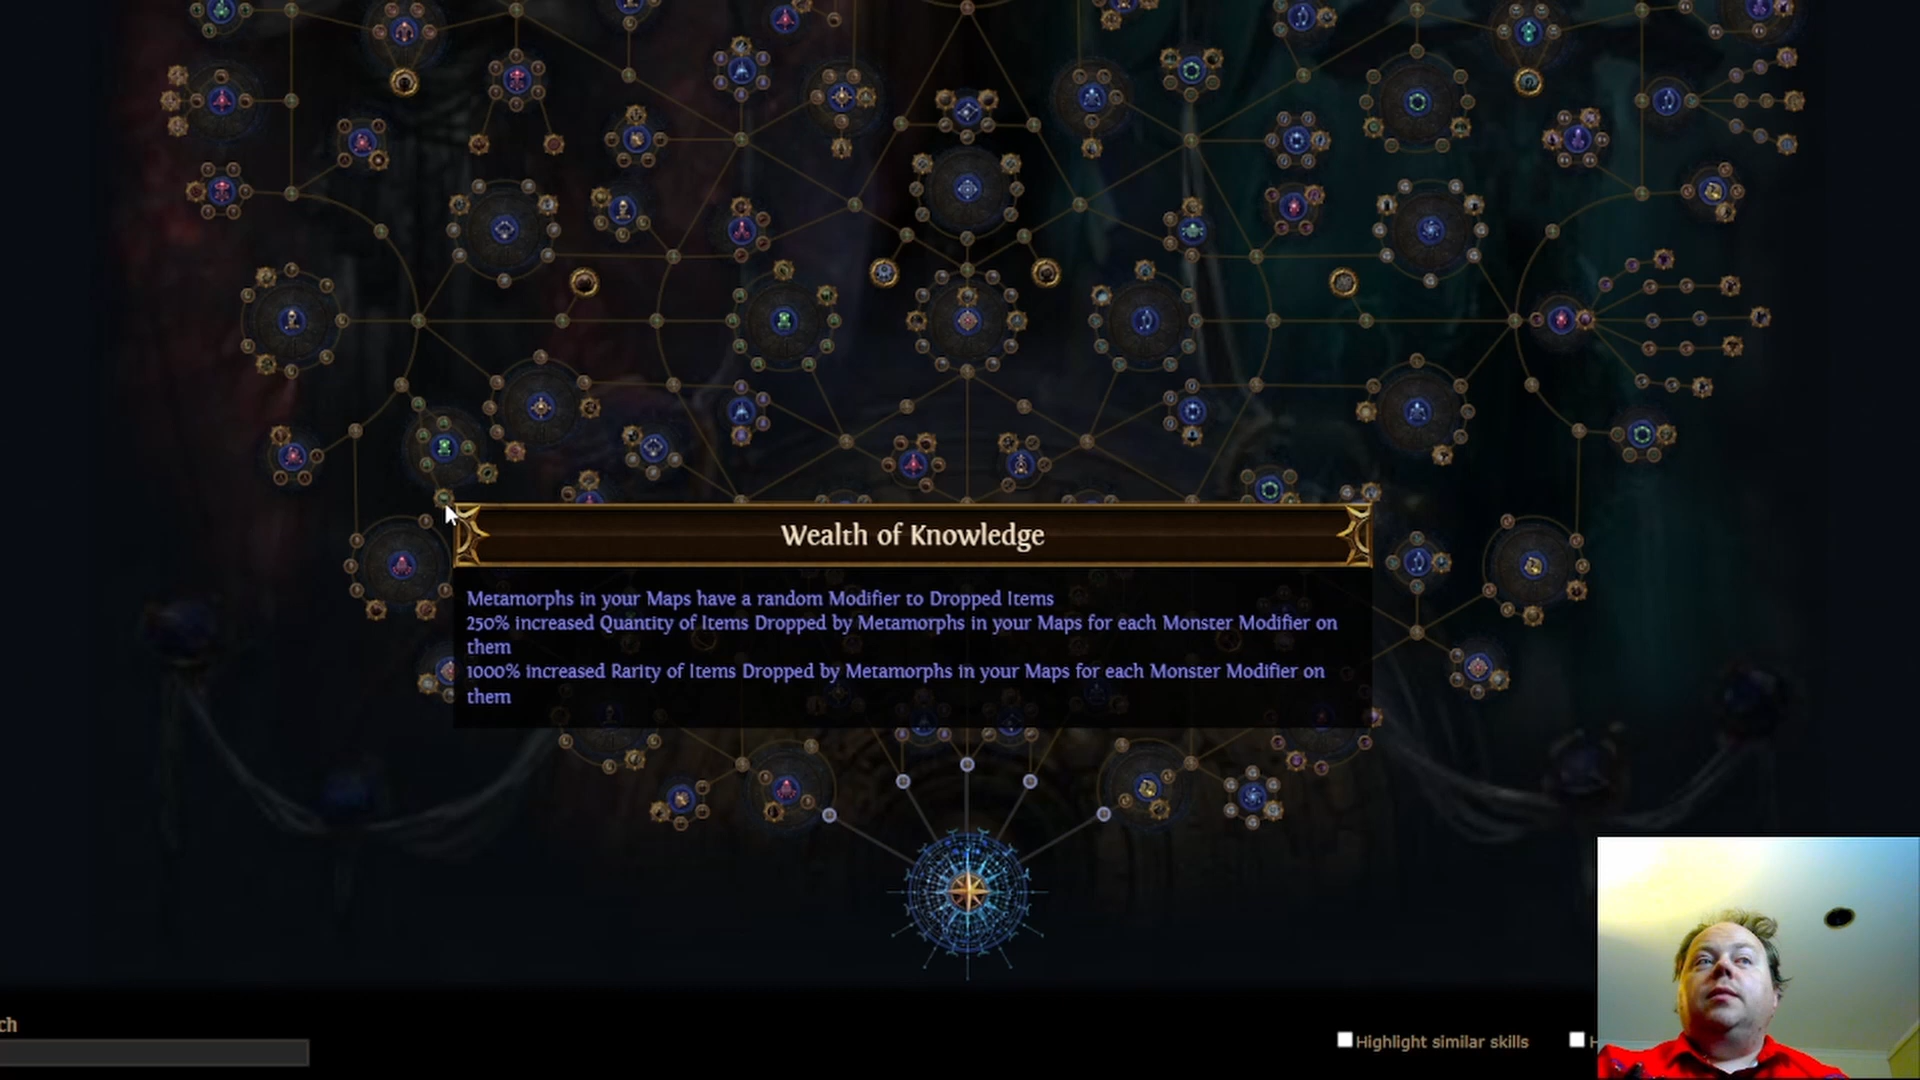 Wealth of Knowledge
Metamorphs in your Maps have a random Modifier to Dropped Items
250% increased Quantity of Items Dropped by Metamorphs in your Maps for each Monster Modifier on
them
1000% increased Rarity of Items Dropped by Metamorphs in your Maps for each Monster Modifier on
them
ch
Highlight similar skills
H